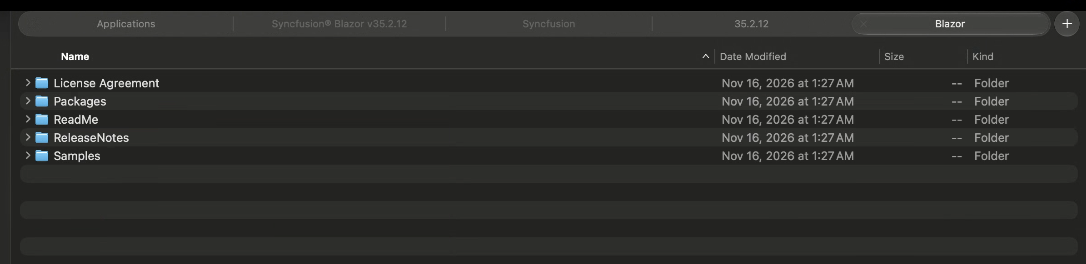 Applications Syncfusion® Blazor v35.2.12 Syncfusion 35.2.12 Blazor +
Name Date Modified Size Kind
License Agreement Nov 16, 2026 at 1:27 AM -- Folder
Packages Nov 16, 2026 at 1:27 AM -- Folder
ReadMe Nov 16, 2026 at 1:27 AM -- Folder
ReleaseNotes Nov 16, 2026 at 1:27 AM -- Folder
Samples Nov 16, 2026 at 1:27 AM -- Folder